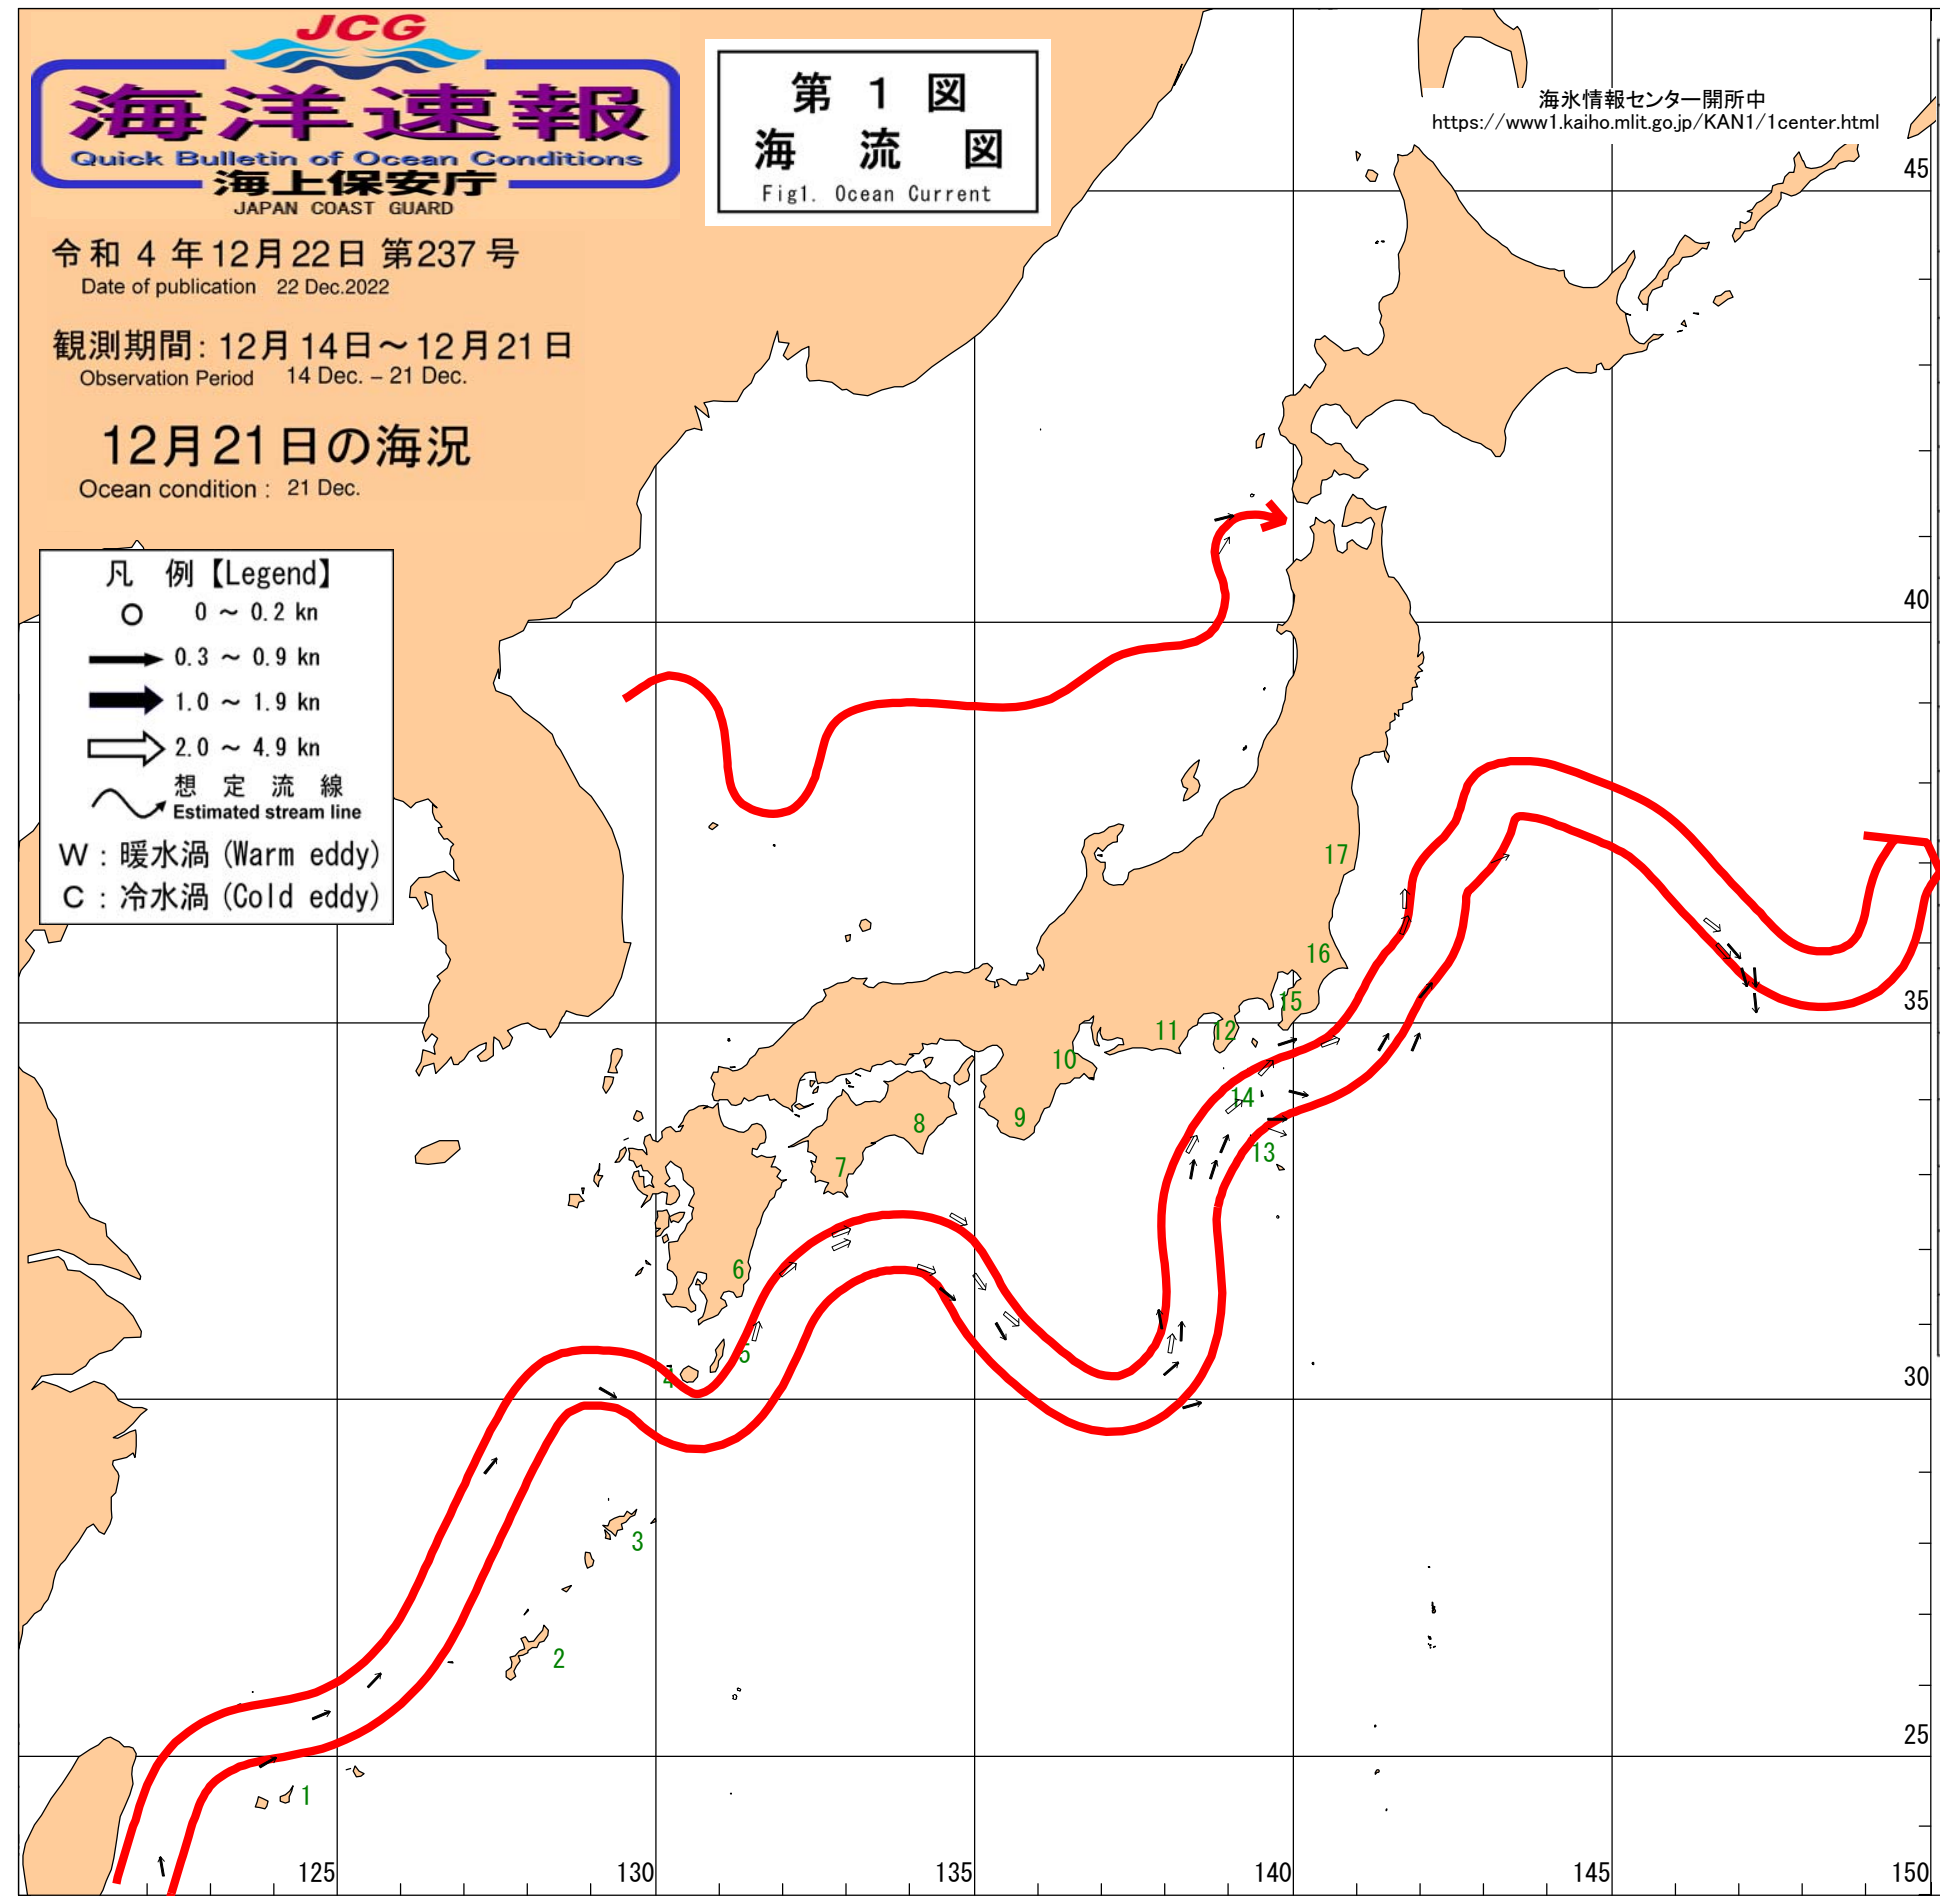 JCG
海洋速報
Quick Bulletin of Ocean Conditions
海上保安庁
JAPAN COAST GUARD
第 1 図
海 流 図
Fig1. Ocean Current
海氷情報センター開所中
https://www1.kaiho.mlit.go.jp/KAN1/1center.html
令和 4 年12月22日 第237号
Date of publication 22 Dec.2022
観測期間: 12月14日～12月21日
Observation Period 14 Dec. – 21 Dec.
12月21日の海況
Ocean condition : 21 Dec.
凡 例【Legend】
0 ～ 0.2 kn
0.3 ～ 0.9 kn
1.0 ～ 1.9 kn
2.0 ～ 4.9 kn
想 定 流 線
Estimated stream line
W : 暖水渦 (Warm eddy)
C : 冷水渦 (Cold eddy)
45
40
35
30
25
17
16
15
12
11
10
14
9
8
13
7
6
5
4
3
2
1
125
130
135
140
145
150